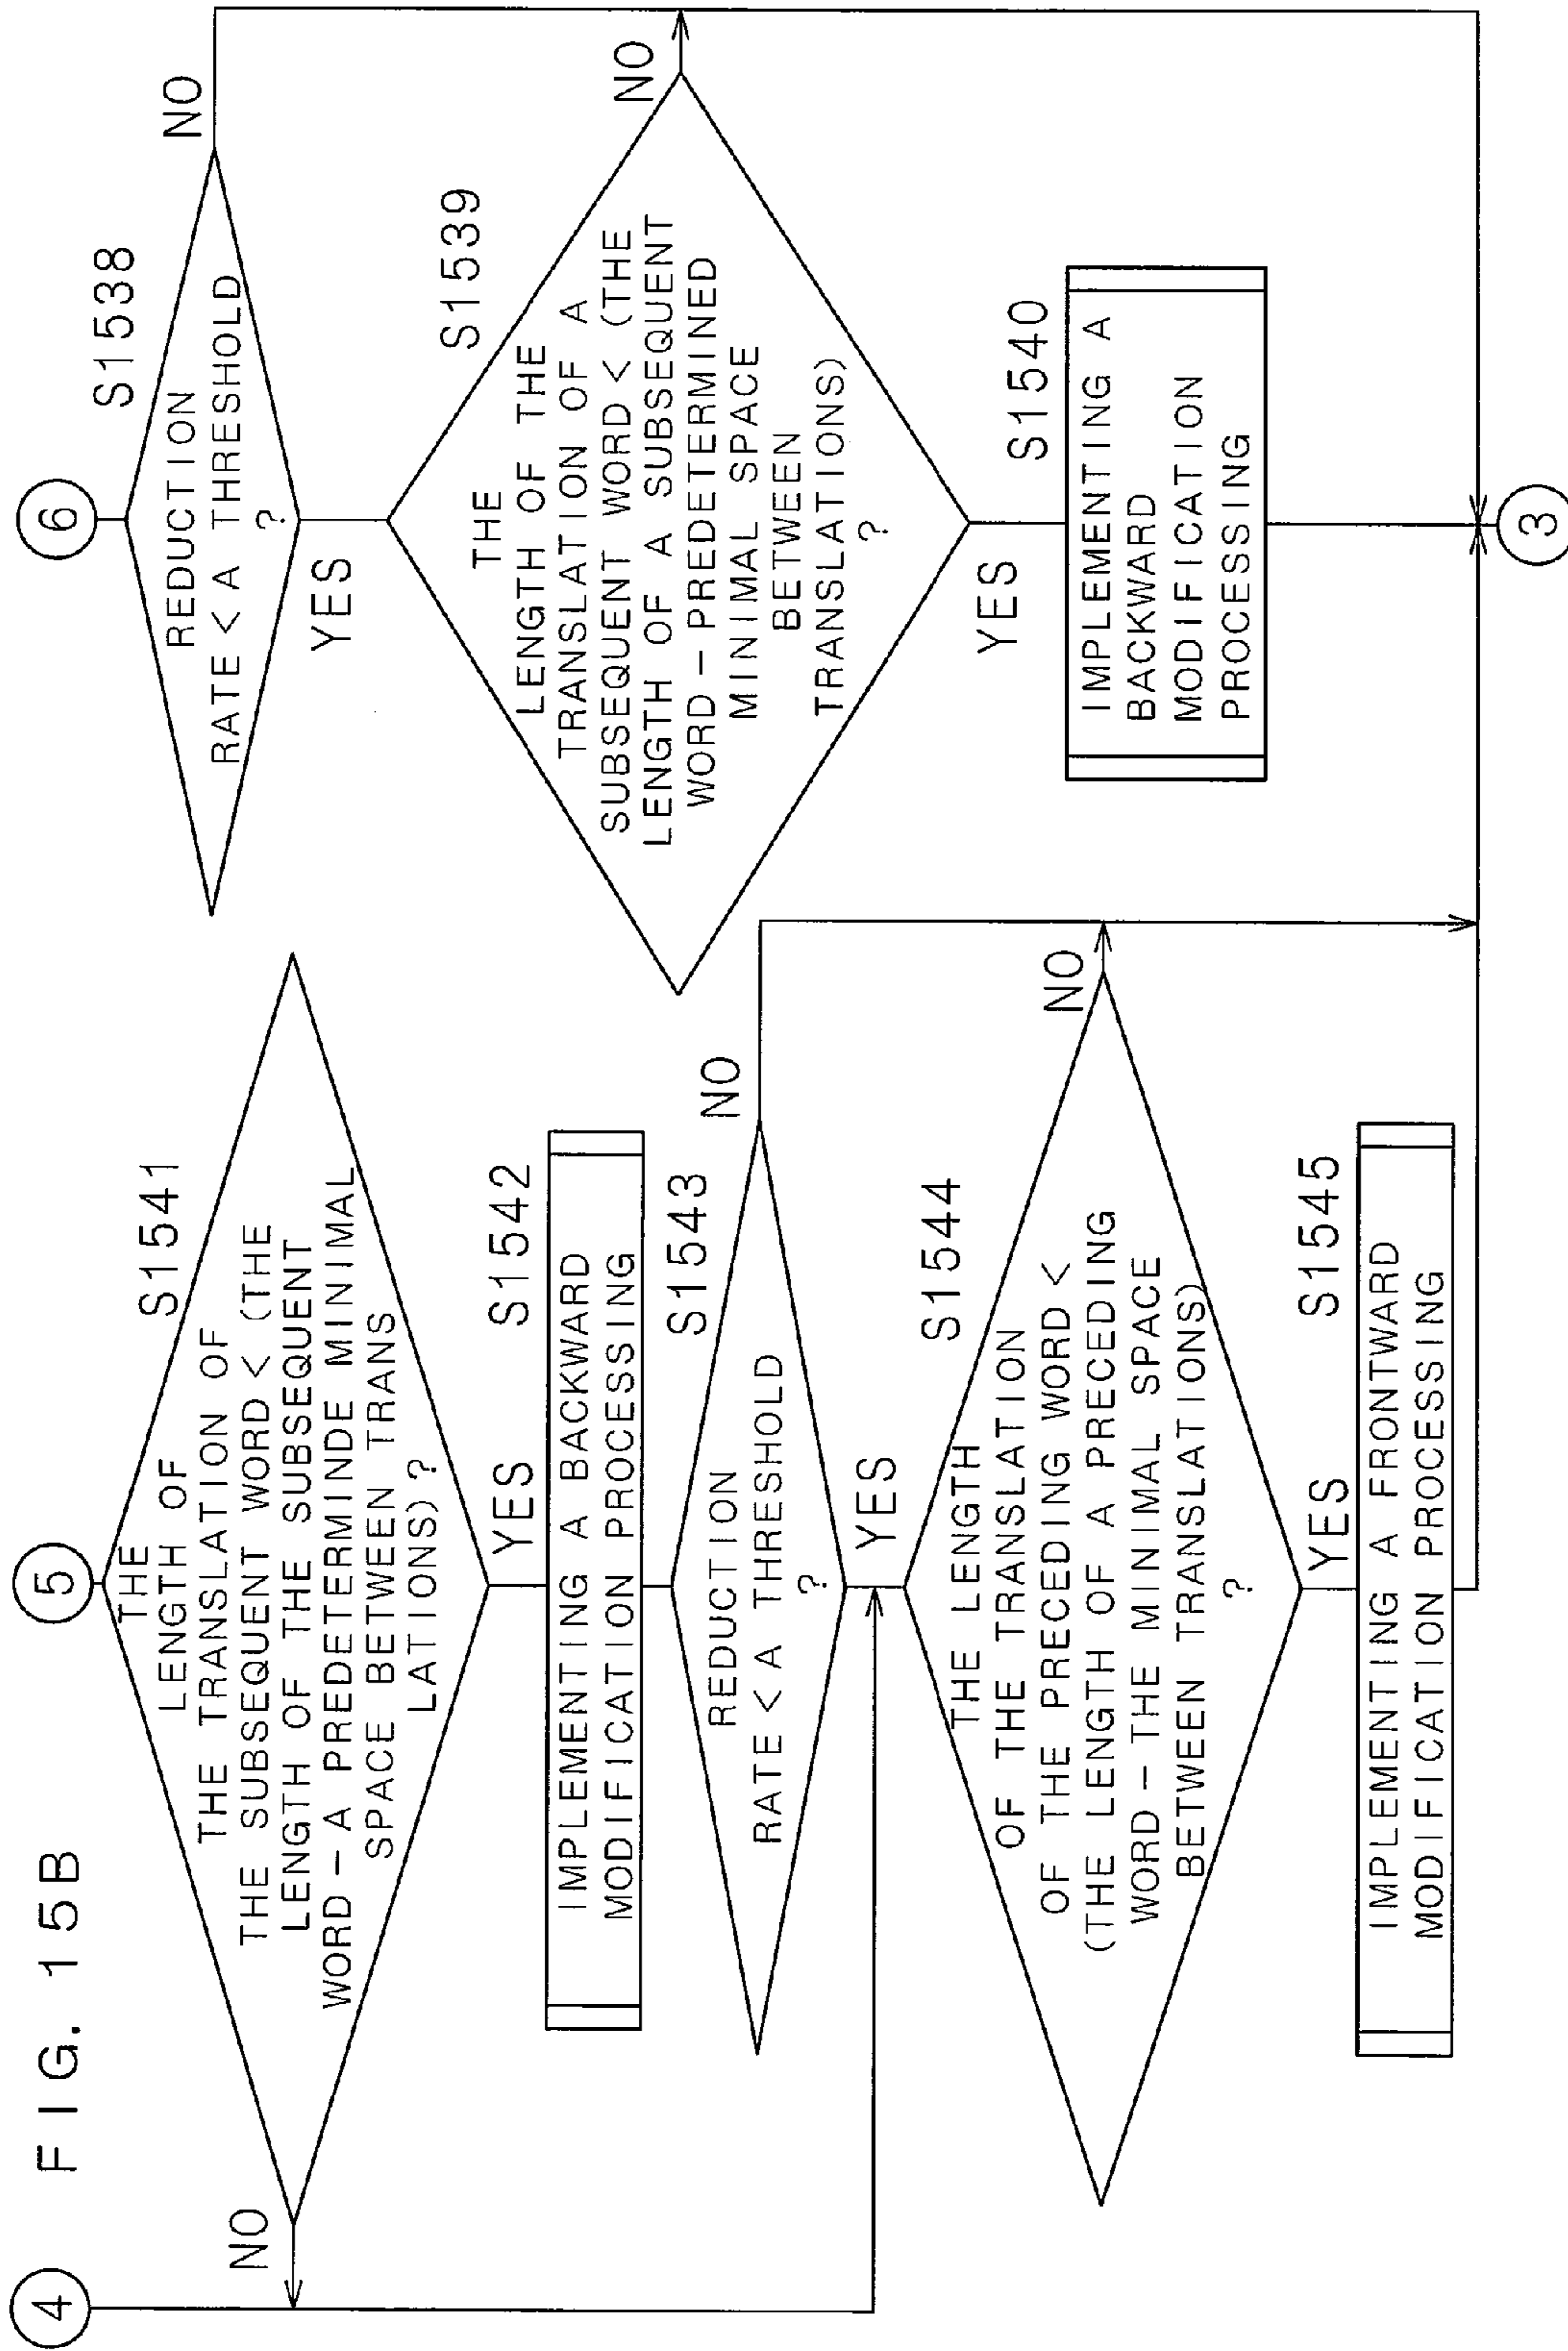 FIG. 15B
4
5
S1541
THE
LENGTH OF
THE TRANSLATION OF
THE SUBSEQUENT WORD < (THE
LENGTH OF THE SUBSEQUENT
WORD – A PREDETERMINDE MINIMAL
SPACE BETWEEN TRANS
LATIONS) ?
NO
YES
S1542
IMPLEMENTING A BACKWARD
MODIFICATION PROCESSING
S1543
REDUCTION
RATE < A THRESHOLD
?
NO
YES
S1544
THE LENGTH
OF THE TRANSLATION
OF THE PRECEDING WORD <
(THE LENGTH OF A PRECEDING
WORD – THE MINIMAL SPACE
BETWEEN TRANSLATIONS)
?
NO
YES
S1545
IMPLEMENTING A FRONTWARD
MODIFICATION PROCESSING
6
S1538
REDUCTION
RATE < A THRESHOLD
?
NO
YES
S1539
THE
LENGTH OF THE
TRANSLATION OF A
SUBSEQUENT WORD < (THE
LENGTH OF A SUBSEQUENT
WORD – PREDETERMINED
MINIMAL SPACE
BETWEEN
TRANSLATIONS)
?
NO
YES
S1540
IMPLEMENTING A
BACKWARD
MODIFICATION
PROCESSING
3